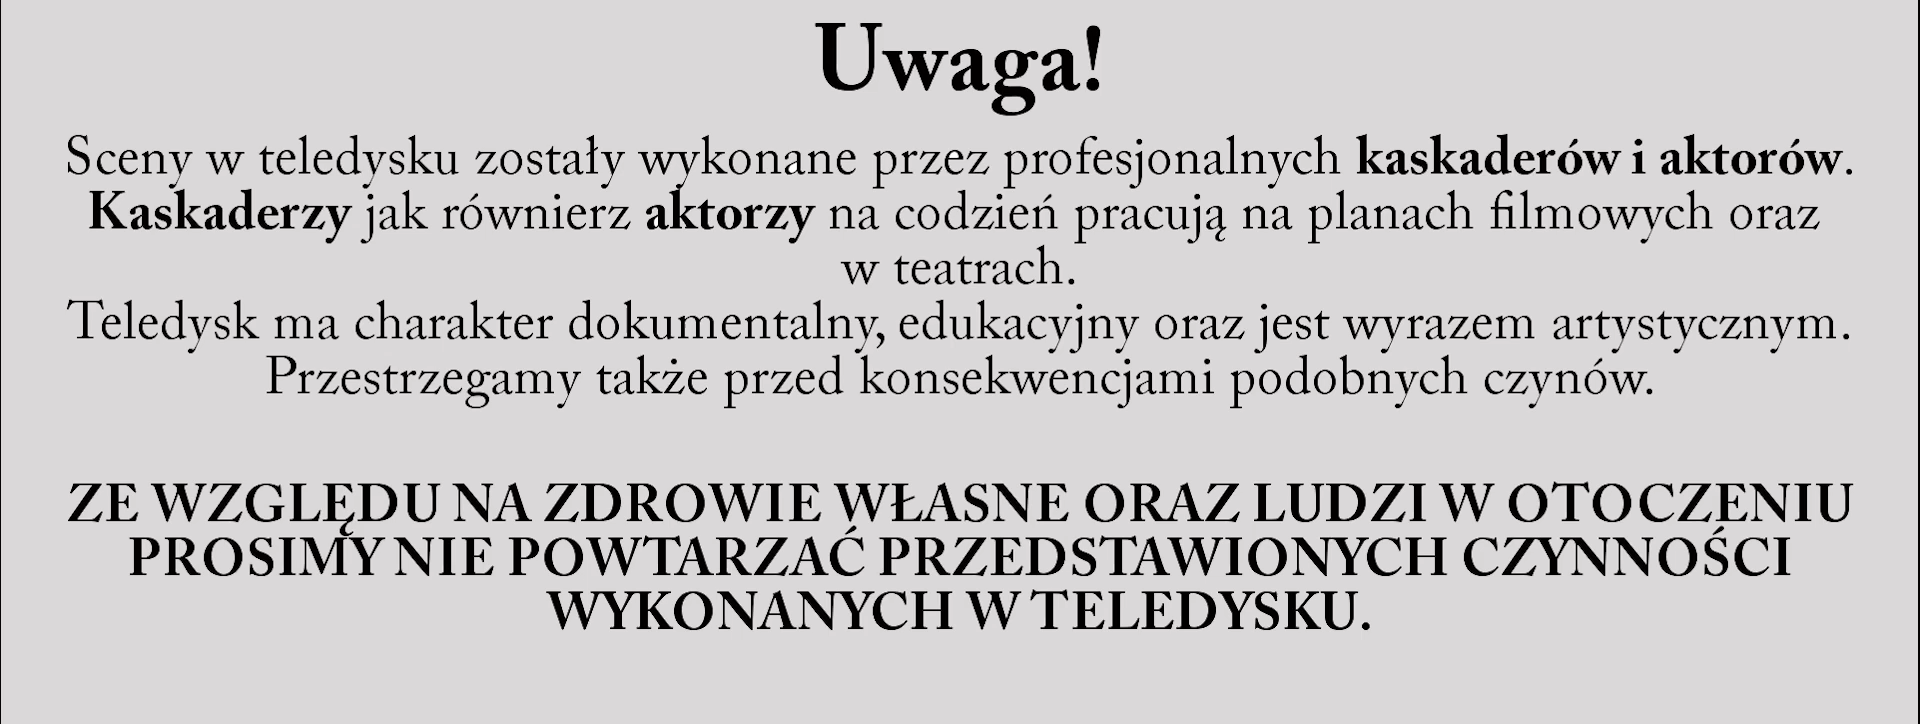 Uwaga!
Sceny w teledysku zostały wykonane przez profesjonalnych kaskaderów i aktorów.
Kaskaderzy jak równierz aktorzy na codzień pracują na planach filmowych oraz
w teatrach.
Teledysk ma charakter dokumentalny, edukacyjny oraz jest wyrazem artystycznym.
Przestrzegamy także przed konsekwencjami podobnych czynów.
ZE WZGLĘDU NA ZDROWIE WŁASNE ORAZ LUDZI W OTOCZENIU
PROSIMY NIE POWTARZAĆ PRZEDSTAWIONYCH CZYNNOŚCI
WYKONANYCH W TELEDYSKU.